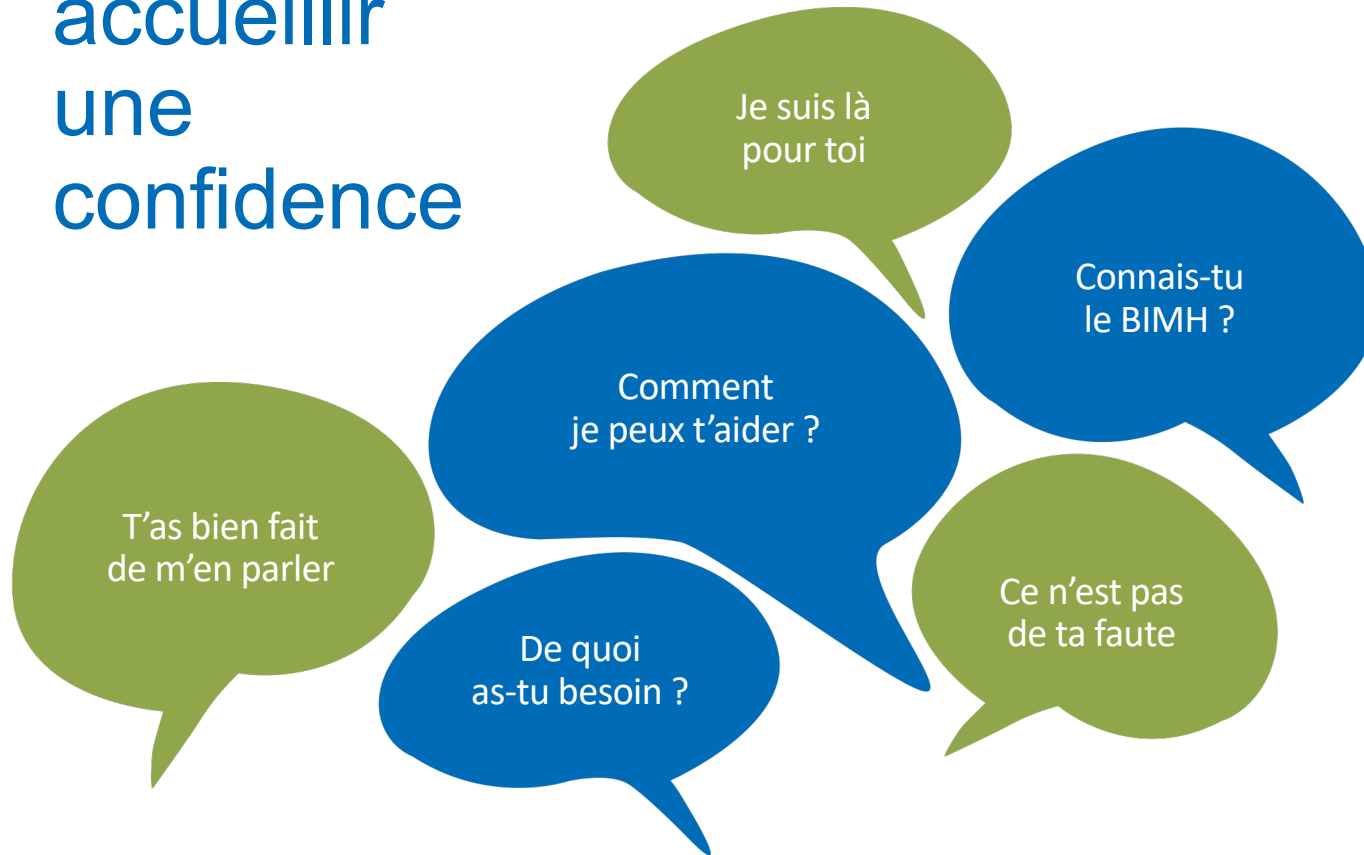 accueillir
une
confidence
Je suis là
pour toi
Connais-tu
le BIMH ?
Comment
je peux t’aider ?
T’as bien fait
de m’en parler
Ce n’est pas
de ta faute
De quoi
as-tu besoin ?